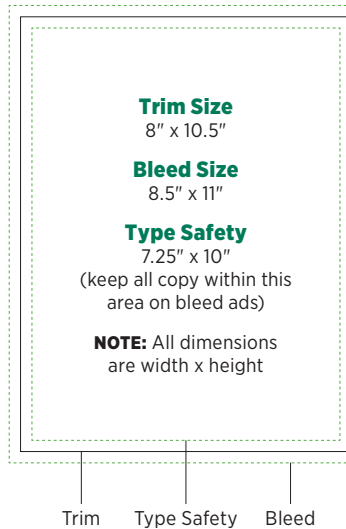 Trim Size
8" x 10.5"
Bleed Size
8.5" x 11"
Type Safety
7.25" x 10"
(keep all copy within this
area on bleed ads)
NOTE: All dimensions
are width x height
Trim Type Safety Bleed